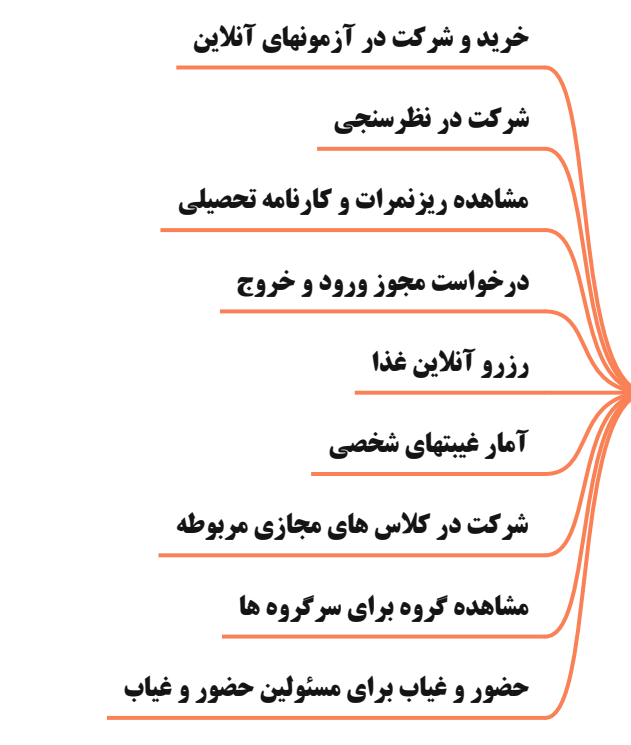 خرید و شرکت در آزمونهای آنلاین
شرکت در نظرسنجی
مشاهده ریزنمرات و کارنامه تحصیلی
درخواست مجوز ورود و خروج
رزرو آنلاین غذا
آمار غیبتهای شخصی
شرکت در کلاس های مجازی مربوطه
مشاهده گروه برای سرگروه ها
حضور و غیاب برای مسئولین حضور و غیاب